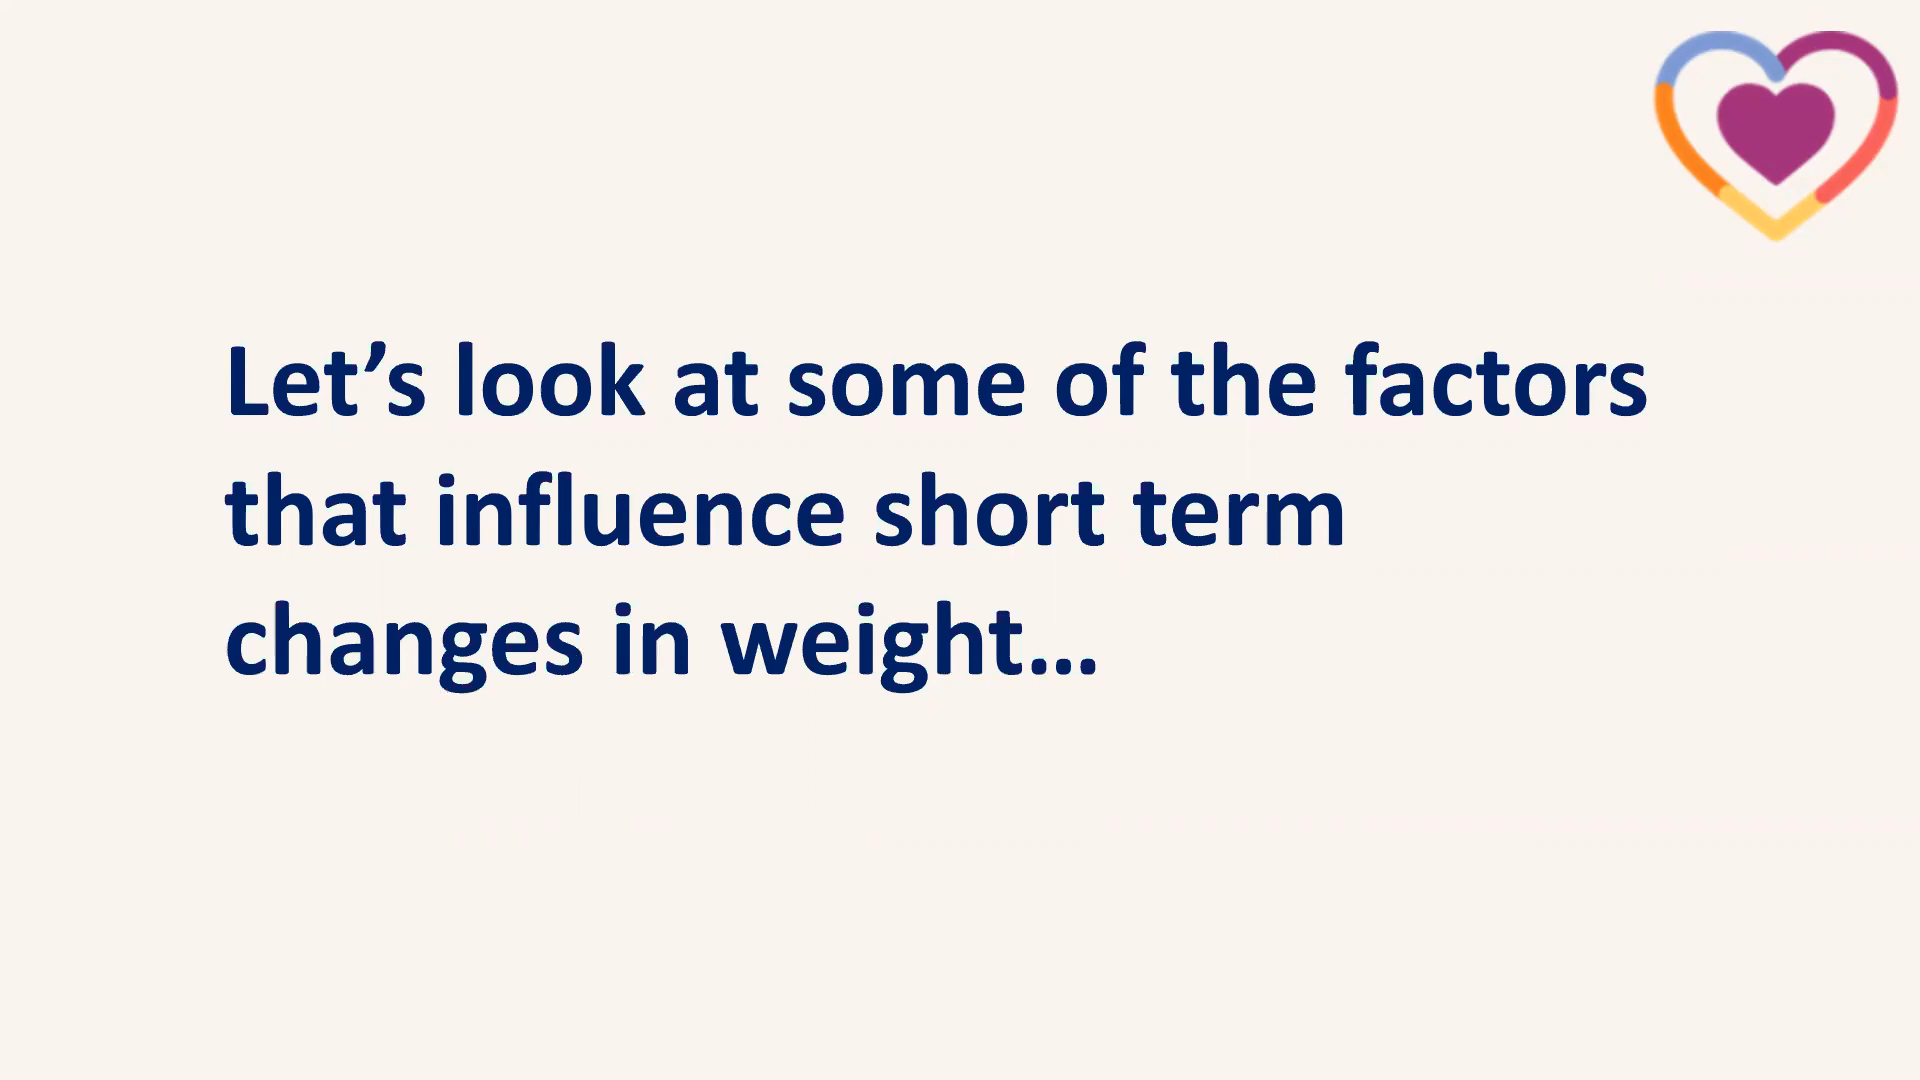 Let’s look at some of the factors
that influence short term
changes in weight...